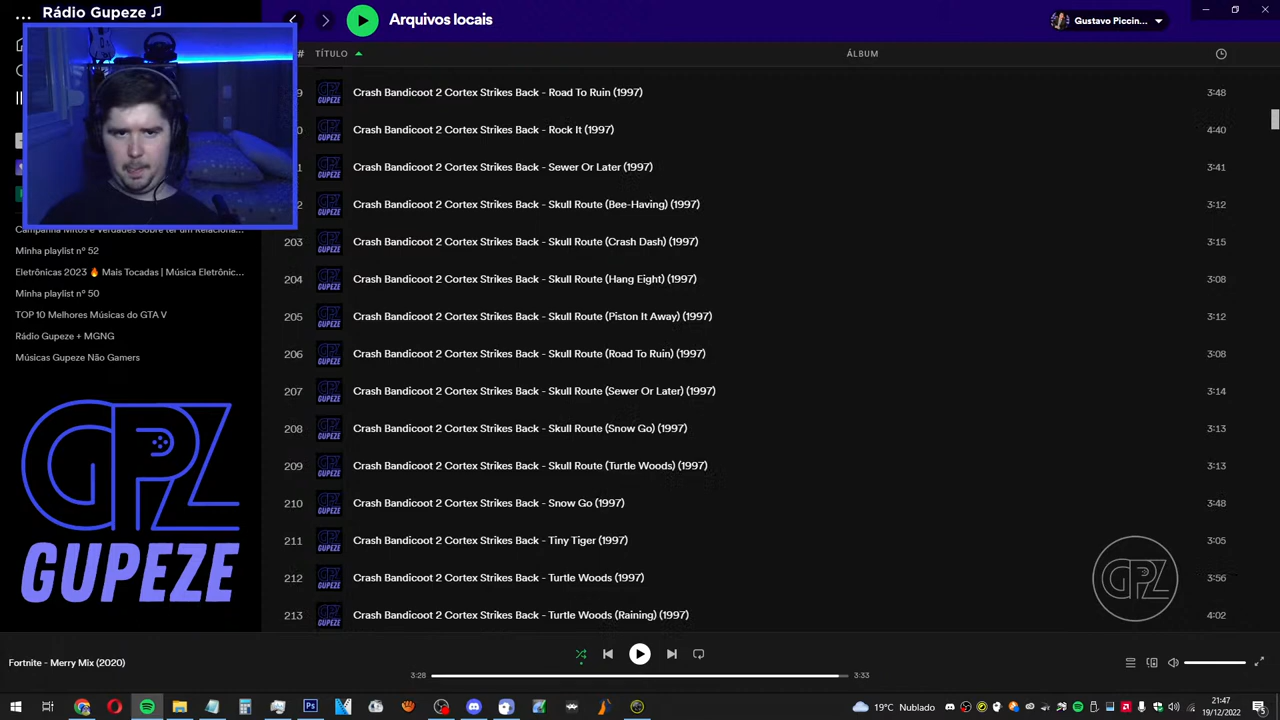 Rádio Gupeze ♫
Arquivos locais
Gustavo Piccin...
# TÍTULO
ÁLBUM
Crash Bandicoot 2 Cortex Strikes Back - Road To Ruin (1997) 3:48
Crash Bandicoot 2 Cortex Strikes Back - Rock It (1997) 4:40
Crash Bandicoot 2 Cortex Strikes Back - Sewer Or Later (1997) 3:41
Crash Bandicoot 2 Cortex Strikes Back - Skull Route (Bee-Having) (1997) 3:12
203 Crash Bandicoot 2 Cortex Strikes Back - Skull Route (Crash Dash) (1997) 3:15
204 Crash Bandicoot 2 Cortex Strikes Back - Skull Route (Hang Eight) (1997) 3:08
205 Crash Bandicoot 2 Cortex Strikes Back - Skull Route (Piston It Away) (1997) 3:12
206 Crash Bandicoot 2 Cortex Strikes Back - Skull Route (Road To Ruin) (1997) 3:08
207 Crash Bandicoot 2 Cortex Strikes Back - Skull Route (Sewer Or Later) (1997) 3:14
208 Crash Bandicoot 2 Cortex Strikes Back - Skull Route (Snow Go) (1997) 3:13
209 Crash Bandicoot 2 Cortex Strikes Back - Skull Route (Turtle Woods) (1997) 3:13
210 Crash Bandicoot 2 Cortex Strikes Back - Snow Go (1997) 3:48
211 Crash Bandicoot 2 Cortex Strikes Back - Tiny Tiger (1997) 3:05
212 Crash Bandicoot 2 Cortex Strikes Back - Turtle Woods (1997) 3:56
213 Crash Bandicoot 2 Cortex Strikes Back - Turtle Woods (Raining) (1997) 4:02
Campanha Mitos e Verdades Sobre ter um Relaciona...
Minha playlist nº 52
Eletrônicas 2023 🔥 Mais Tocadas | Música Eletrônic...
Minha playlist nº 50
TOP 10 Melhores Músicas do GTA V
Rádio Gupeze + MGNG
Músicas Gupeze Não Gamers
GPZ
GUPEZE
GPZ
Fortnite - Merry Mix (2020)
3:28
3:33
19°C Nublado
21:47
19/12/2022